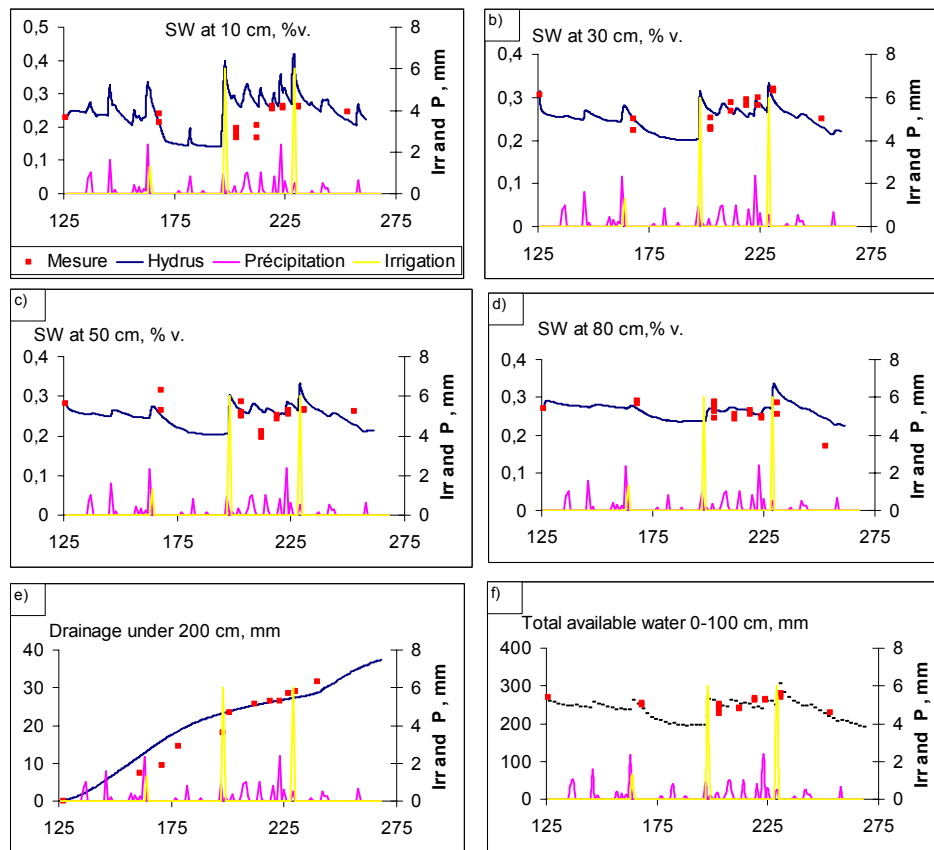 SW at 10 cm, %v.
0,5
0,4
0,3
0,2
0,1
0
8
6
4
2
0
Irr and P , mm
125 175 225 275
Mesure Hydrus Précipitation Irrigation
b)
SW at 30 cm, % v.
0,4
0,3
0,2
0,1
0
8
6
4
2
0
Irr and P , mm
125 175 225 275
c)
SW at 50 cm, % v.
0,4
0,3
0,2
0,1
0
8
6
4
2
0
Irr and P , mm
125 175 225 275
d)
SW at 80 cm,% v.
0,4
0,3
0,2
0,1
0
8
6
4
2
0
Irr and P , mm
125 175 225 275
e)
Drainage under 200 cm, mm
40
30
20
10
0
8
6
4
2
0
Irr and P , mm
125 175 225 275
f)
Total available water 0-100 cm, mm
400
300
200
100
0
8
6
4
2
0
Irr and P , mm
125 175 225 275